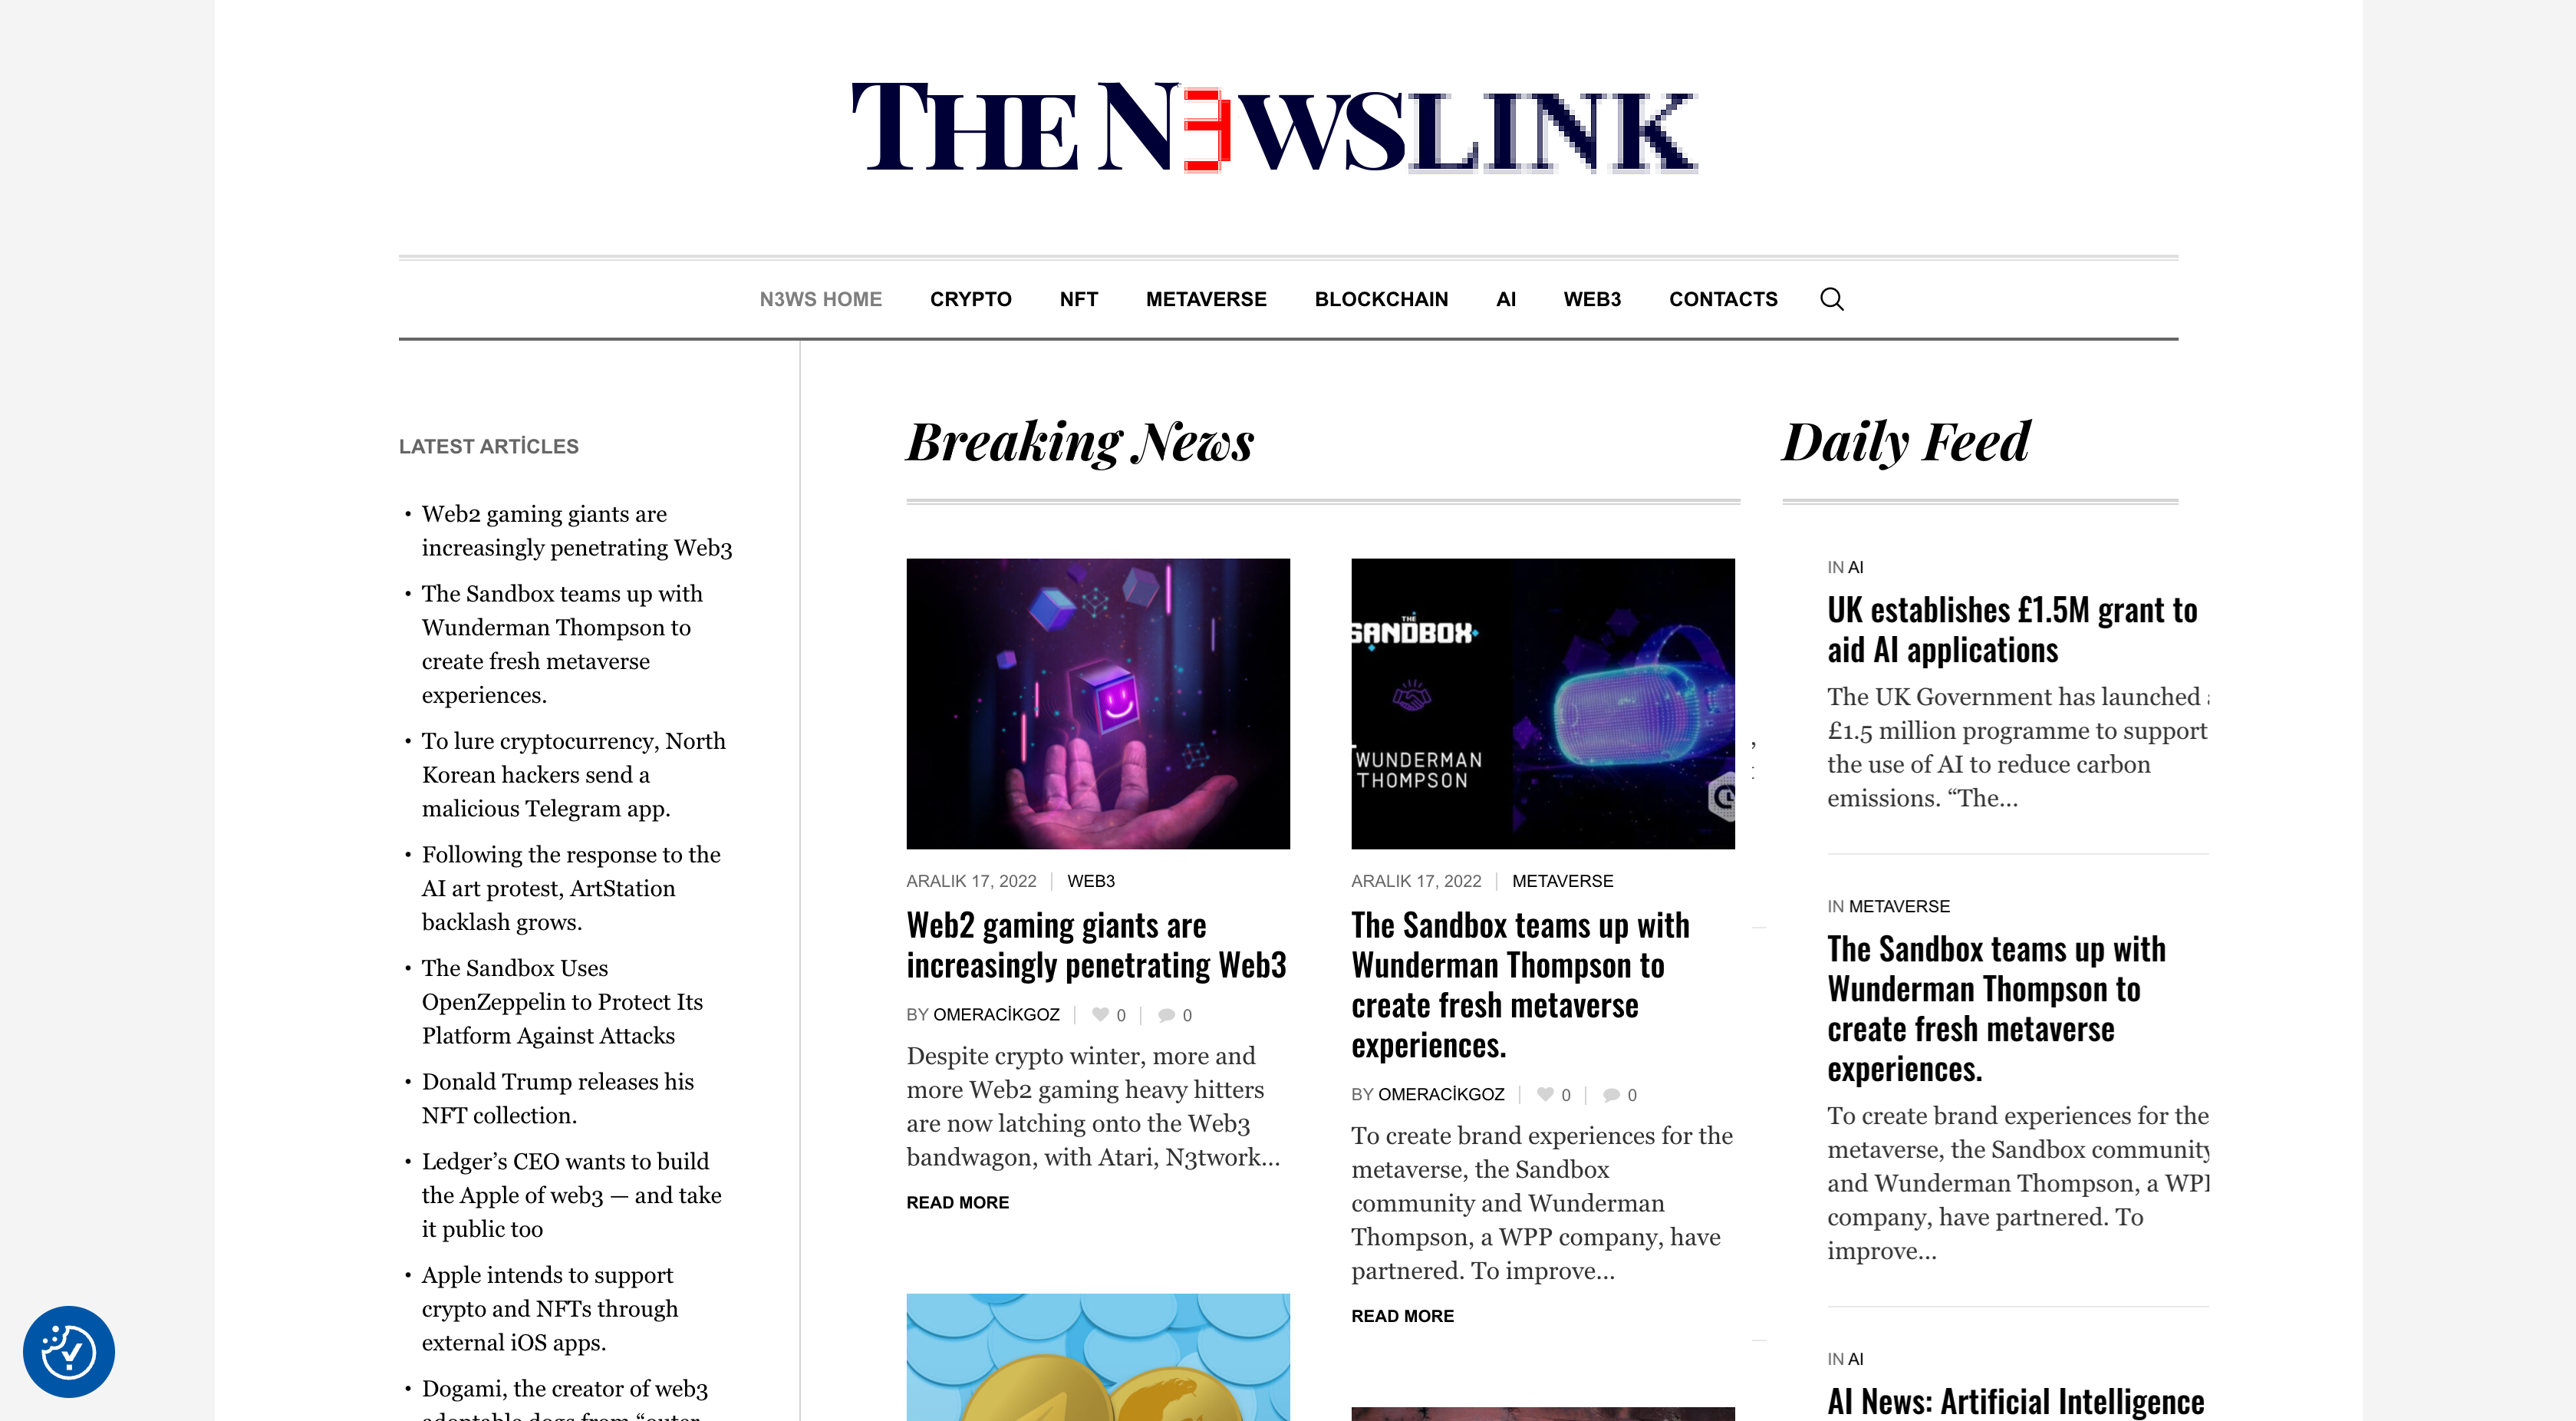 THE N3WSLINK
N3WS HOME CRYPTO NFT METAVERSE BLOCKCHAIN AI WEB3 CONTACTS
LATEST ARTİCLES
• Web2 gaming giants are
increasingly penetrating Web3
• The Sandbox teams up with
Wunderman Thompson to
create fresh metaverse
experiences.
• To lure cryptocurrency, North
Korean hackers send a
malicious Telegram app.
• Following the response to the
AI art protest, ArtStation
backlash grows.
• The Sandbox Uses
OpenZeppelin to Protect Its
Platform Against Attacks
• Donald Trump releases his
NFT collection.
• Ledger’s CEO wants to build
the Apple of web3 — and take
it public too
• Apple intends to support
crypto and NFTs through
external iOS apps.
• Dogami, the creator of web3
adoptable dogs from “outer
Breaking News
ARALIK 17, 2022 WEB3
Web2 gaming giants are
increasingly penetrating Web3
BY OMERACİKGOZ 0 0
Despite crypto winter, more and
more Web2 gaming heavy hitters
are now latching onto the Web3
bandwagon, with Atari, N3twork...
READ MORE
THE
SANDBOX
WUNDERMAN
THOMPSON
ARALIK 17, 2022 METAVERSE
The Sandbox teams up with
Wunderman Thompson to
create fresh metaverse
experiences.
BY OMERACİKGOZ 0 0
To create brand experiences for the
metaverse, the Sandbox
community and Wunderman
Thompson, a WPP company, have
partnered. To improve...
READ MORE
Daily Feed
IN AI
UK establishes £1.5M grant to
aid AI applications
The UK Government has launched
£1.5 million programme to support
the use of AI to reduce carbon
emissions. “The...
IN METAVERSE
The Sandbox teams up with
Wunderman Thompson to
create fresh metaverse
experiences.
To create brand experiences for the
metaverse, the Sandbox community
and Wunderman Thompson, a WPP
company, have partnered. To
improve...
IN AI
AI News: Artificial Intelligence